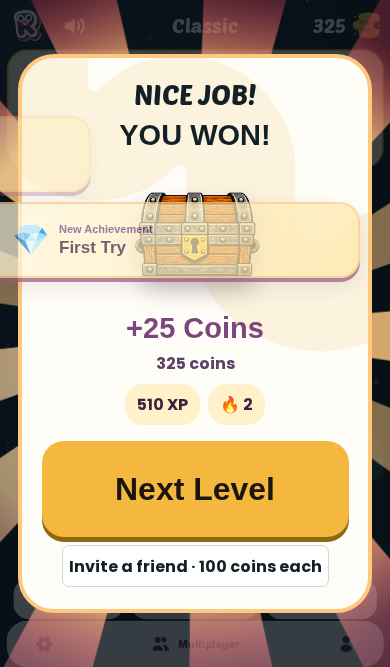 Classic
325
NICE JOB!
YOU WON!
New Achievement
First Try
+25 Coins
325 coins
510 XP
🔥 2
Next Level
Invite a friend · 100 coins each
Multiplayer